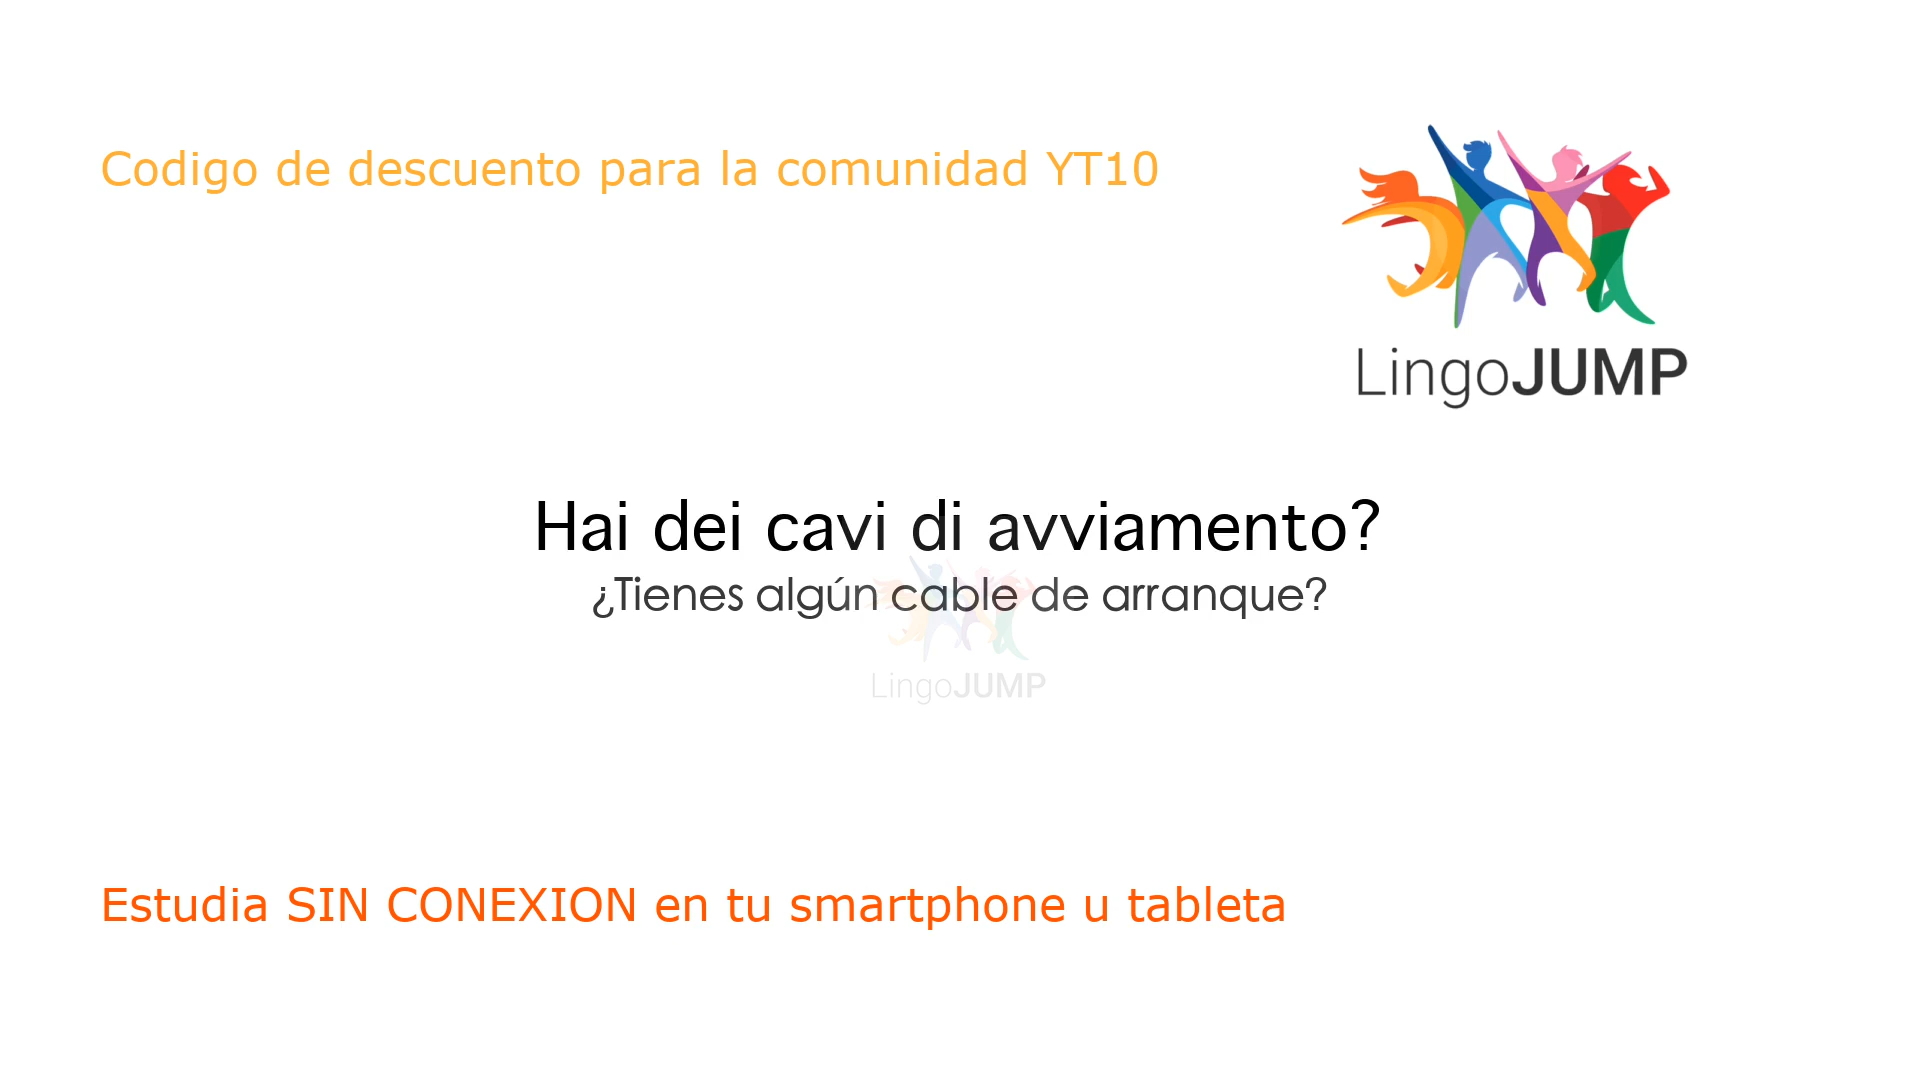 Codigo de descuento para la comunidad YT10
LingoJUMP
Hai dei cavi di avviamento?
¿Tienes algún cable de arranque?
LingoJUMP
Estudia SIN CONEXION en tu smartphone u tableta